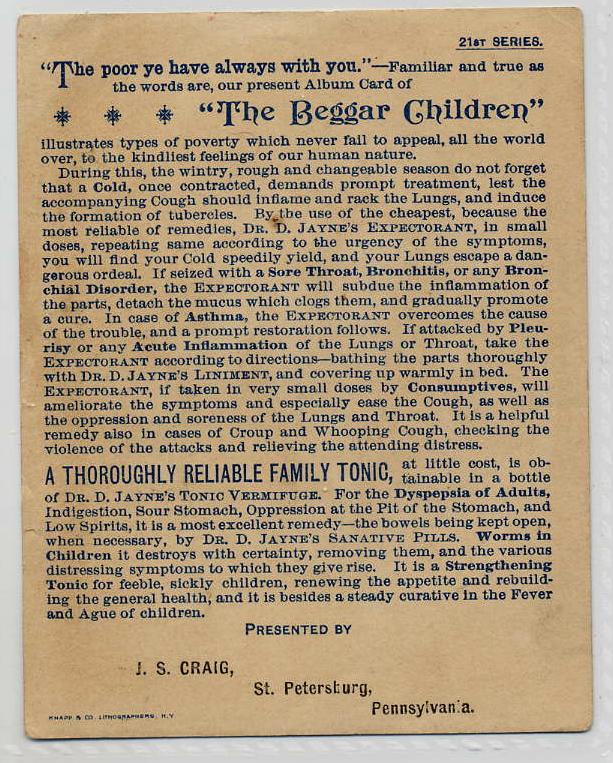 21ST SERIES.
“The poor ye have always with you.”—Familiar and true as
the words are, our present Album Card of
“The Beggar Children”
illustrates types of poverty which never fail to appeal, all the world
over, to the kindliest feelings of our human nature.
During this, the wintry, rough and changeable season do not forget
that a Cold, once contracted, demands prompt treatment, lest the
accompanying Cough should inflame and rack the Lungs, and induce
the formation of tubercles. By the use of the cheapest, because the
most reliable of remedies, DR. D. JAYNE'S EXPECTORANT, in small
doses, repeating same according to the urgency of the symptoms,
you will find your Cold speedily yield, and your Lungs escape a dan-
gerous ordeal. If seized with a Sore Throat, Bronchitis, or any Bron-
chial Disorder, the EXPECTORANT will subdue the inflammation of
the parts, detach the mucus which clogs them, and gradually promote
a cure. In case of Asthma, the EXPECTORANT overcomes the cause
of the trouble, and a prompt restoration follows. If attacked by Pleu-
risy or any Acute Inflammation of the Lungs or Throat, take the
EXPECTORANT according to directions—bathing the parts thoroughly
with DR. D. JAYNE'S LINIMENT, and covering up warmly in bed. The
EXPECTORANT, if taken in very small doses by Consumptives, will
ameliorate the symptoms and especially ease the Cough, as well as
the oppression and soreness of the Lungs and Throat. It is a helpful
remedy also in cases of Croup and Whooping Cough, checking the
violence of the attacks and relieving the attending distress.
A THOROUGHLY RELIABLE FAMILY TONIC, at little cost, is ob-
tainable in a bottle
of DR. D. JAYNE'S TONIC VERMIFUGE. For the Dyspepsia of Adults,
Indigestion, Sour Stomach, Oppression at the Pit of the Stomach, and
Low Spirits, it is a most excellent remedy—the bowels being kept open,
when necessary, by DR. D. JAYNE'S SANATIVE PILLS. Worms in
Children it destroys with certainty, removing them, and the various
distressing symptoms to which they give rise. It is a Strengthening
Tonic for feeble, sickly children, renewing the appetite and rebuild-
ing the general health, and it is besides a steady curative in the Fever
and Ague of children.
PRESENTED BY
J. S. CRAIG,
St. Petersburg,
Pennsylvania.
KNAPP & CO. LITHOGRAPHERS, N.Y